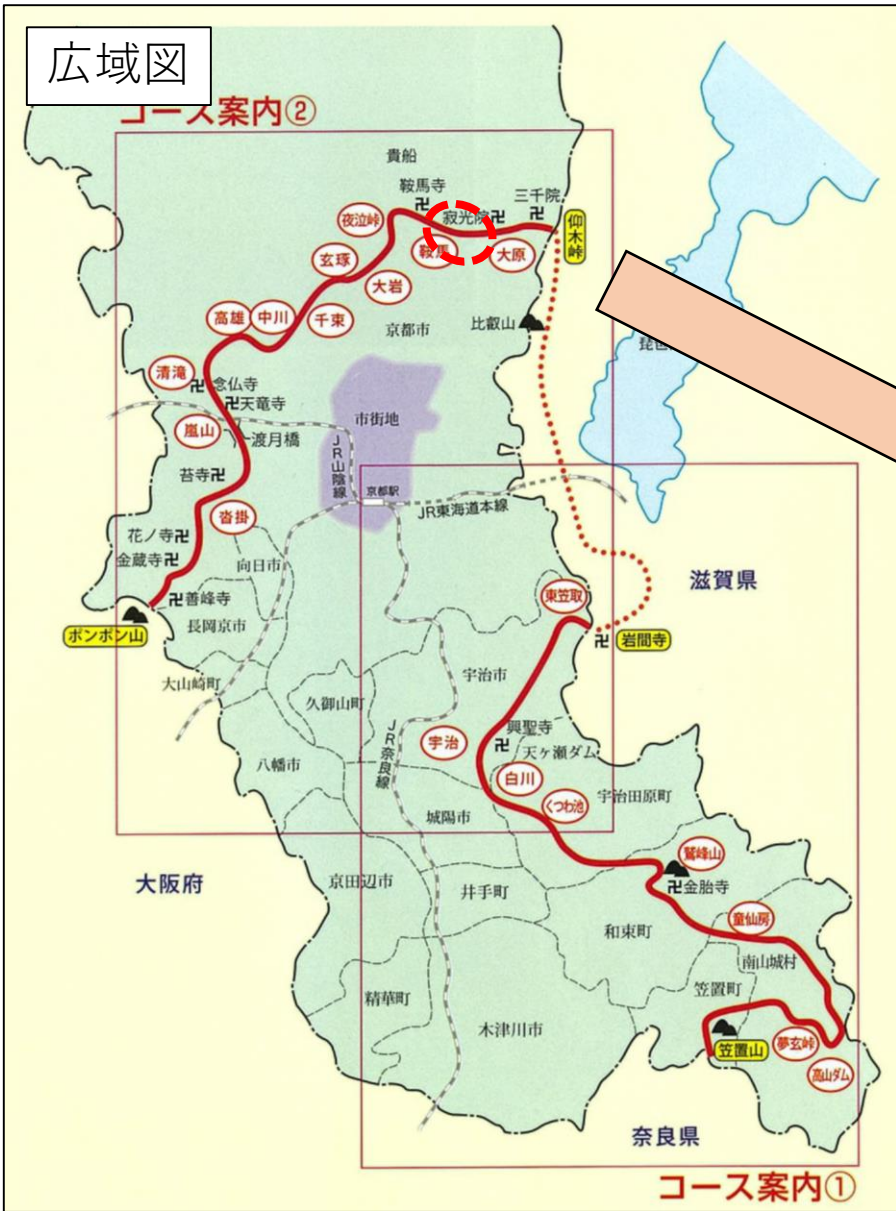 広域図
コース案内②
貴船
鞍馬寺
三千院
寂光院
夜泣峠
仰木峠
鞍馬
大原
玄琢
大岩
高雄
中川
千束
京都市
比叡山
清滝
念仏寺
天竜寺
市街地
嵐山
渡月橋
JR山陰線
苔寺
京都駅
JR東海道本線
沓掛
花ノ寺
金蔵寺
向日市
滋賀県
善峰寺
東笠取
ポンポン山
長岡京市
岩間寺
大山崎町
宇治市
久御山町
JR奈良線
宇治
興聖寺
天ヶ瀬ダム
八幡市
白川
くつわ池
宇治田原町
城陽市
大阪府
鷲峰山
京田辺市
井手町
金胎寺
童仙房
和束町
南山城村
笠置町
精華町
木津川市
笠置山
夢玄峠
高山ダム
奈良県
コース案内①